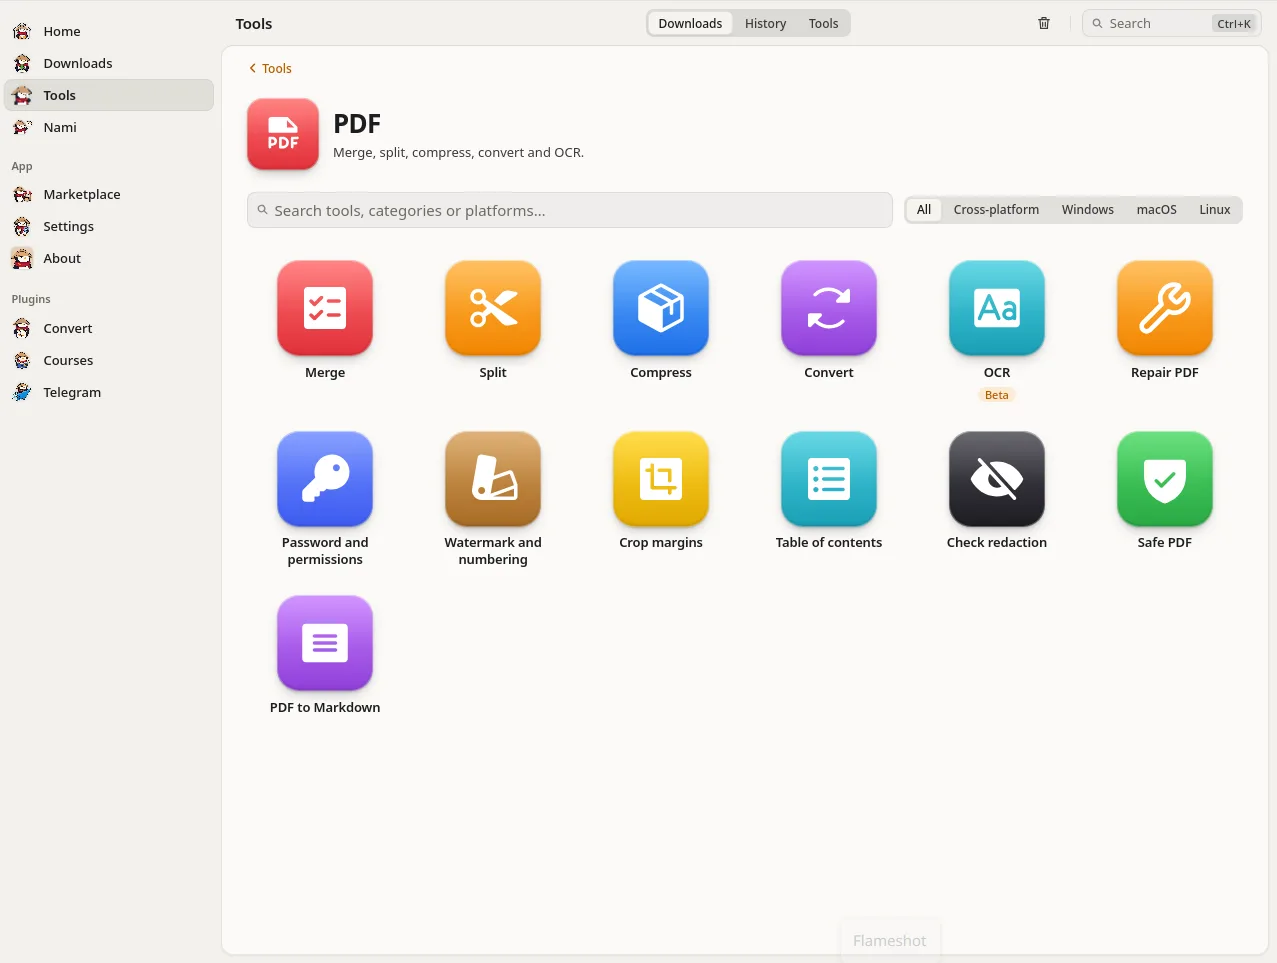 Home
Downloads
Tools
Nami
App
Marketplace
Settings
About
Plugins
Convert
Courses
Telegram
Tools
Downloads
History
Tools
Search
Ctrl+K
Tools
PDF
PDF
Merge, split, compress, convert and OCR.
Search tools, categories or platforms...
All
Cross-platform
Windows
macOS
Linux
Merge
Split
Compress
Convert
Aa
OCR
Beta
Repair PDF
Password and
permissions
Watermark and
numbering
Crop margins
Table of contents
Check redaction
Safe PDF
PDF to Markdown
Flameshot